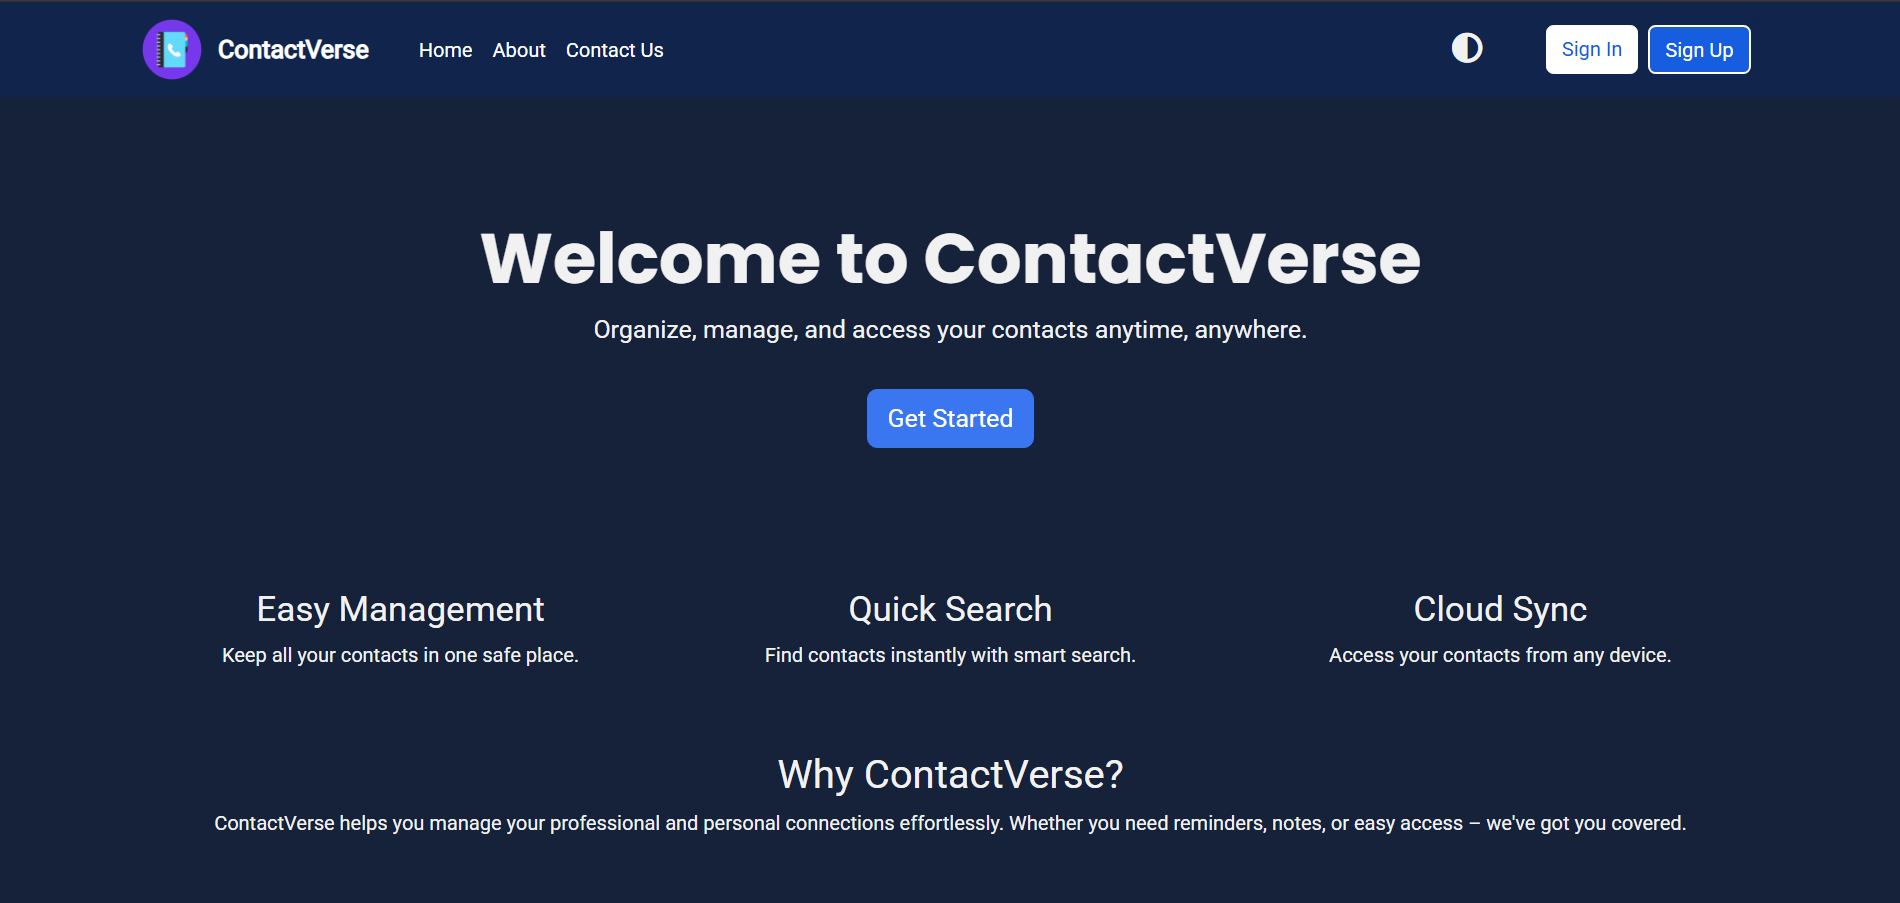 ContactVerse Home About Contact Us Sign In Sign Up
Welcome to ContactVerse
Organize, manage, and access your contacts anytime, anywhere.
Get Started
Easy Management
Keep all your contacts in one safe place.
Quick Search
Find contacts instantly with smart search.
Cloud Sync
Access your contacts from any device.
Why ContactVerse?
ContactVerse helps you manage your professional and personal connections effortlessly. Whether you need reminders, notes, or easy access – we've got you covered.